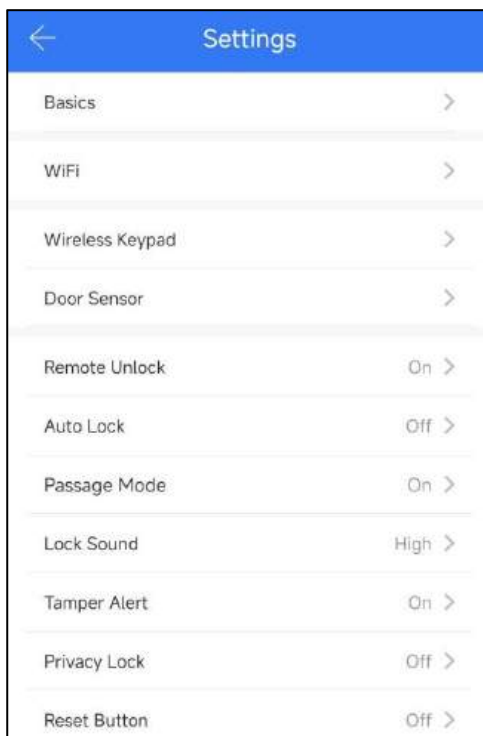 Settings
Basics
WiFi
Wireless Keypad
Door Sensor
Remote Unlock On
Auto Lock Off
Passage Mode On
Lock Sound High
Tamper Alert On
Privacy Lock Off
Reset Button Off